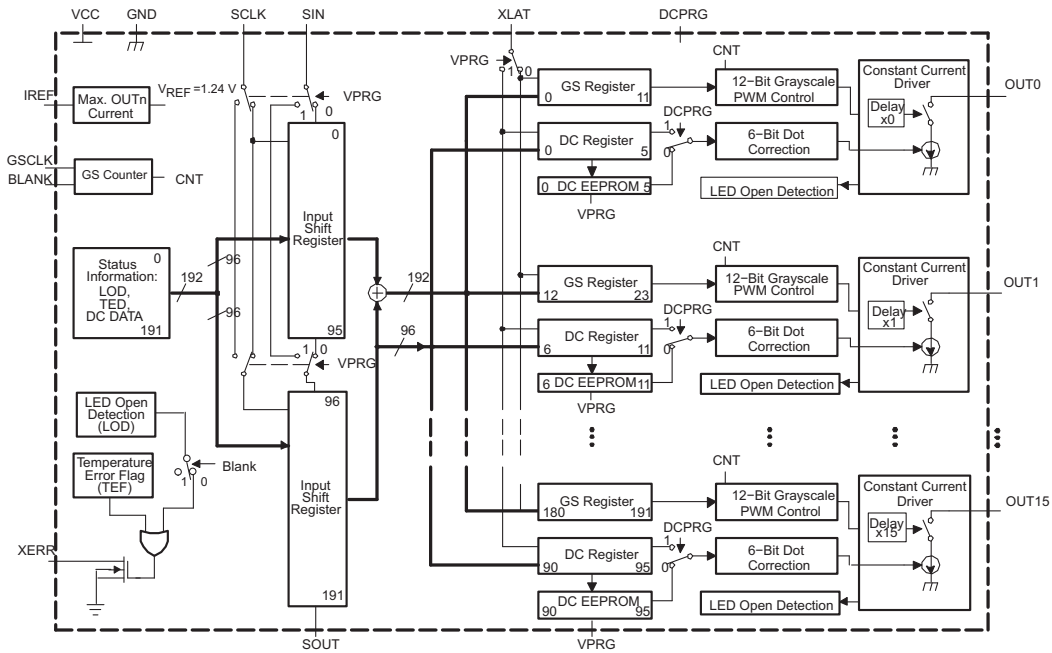 VCC
GND
SCLK
SIN
XLAT
DCPRG
IREF
Max. OUTn
Current
VREF =1.24 V
VPRG
1 0
GSCLK
BLANK
GS Counter
CNT
0
Input
Shift
Register
95
Status
Information:
LOD,
TED,
DC DATA
0
191
192
96
96
1 0
VPRG
96
Input
Shift
Register
191
SOUT
LED Open
Detection
(LOD)
Temperature
Error Flag
(TEF)
Blank
1 0
XERR
192
96
VPRG
1 0
GS Register
0 11
DC Register
0 5
0 DC EEPROM 5
VPRG
DCPRG
1
0
CNT
12-Bit Grayscale
PWM Control
6-Bit Dot
Correction
LED Open Detection
Constant Current
Driver
Delay
x0
OUT0
GS Register
12 23
DC Register
6 11
6 DC EEPROM 11
VPRG
DCPRG
1
0
CNT
12-Bit Grayscale
PWM Control
6-Bit Dot
Correction
LED Open Detection
Constant Current
Driver
Delay
x1
OUT1
GS Register
180 191
DC Register
90 95
DC EEPROM
90 95
VPRG
DCPRG
1
0
CNT
12-Bit Grayscale
PWM Control
6-Bit Dot
Correction
LED Open Detection
Constant Current
Driver
Delay
x15
OUT15